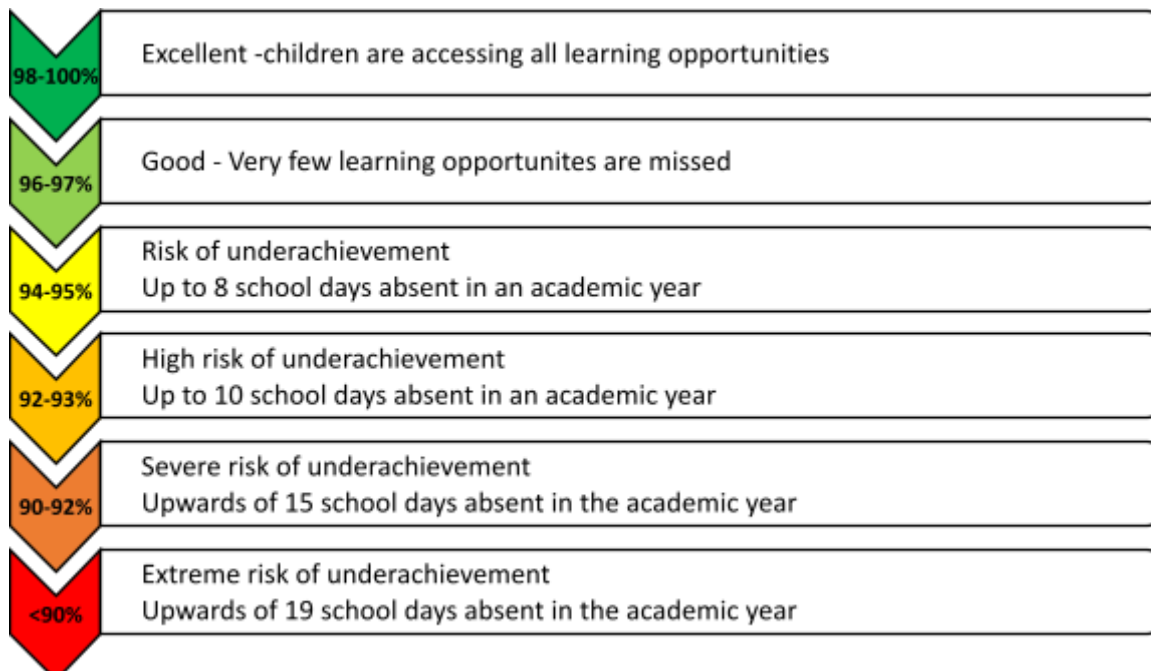 98-100%
Excellent -children are accessing all learning opportunities
96-97%
Good - Very few learning opportunites are missed
94-95%
Risk of underachievement
Up to 8 school days absent in an academic year
92-93%
High risk of underachievement
Up to 10 school days absent in an academic year
90-92%
Severe risk of underachievement
Upwards of 15 school days absent in the academic year
<90%
Extreme risk of underachievement
Upwards of 19 school days absent in the academic year